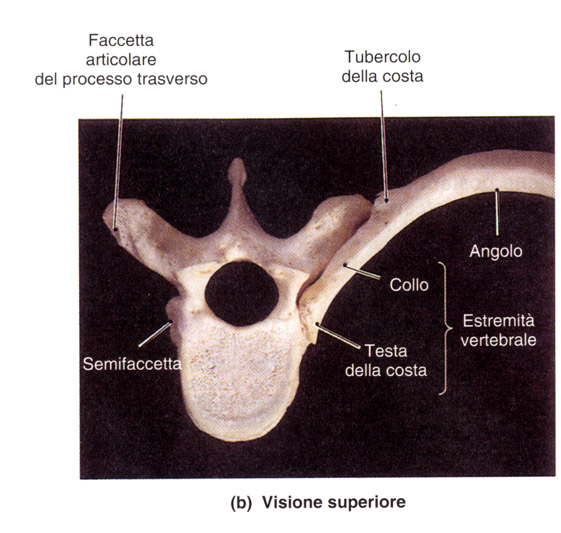 Faccetta
articolare
del processo trasverso
Tubercolo
della costa
Angolo
Collo
Estremità
vertebrale
Semifaccetta
Testa
della costa
(b) Visione superiore